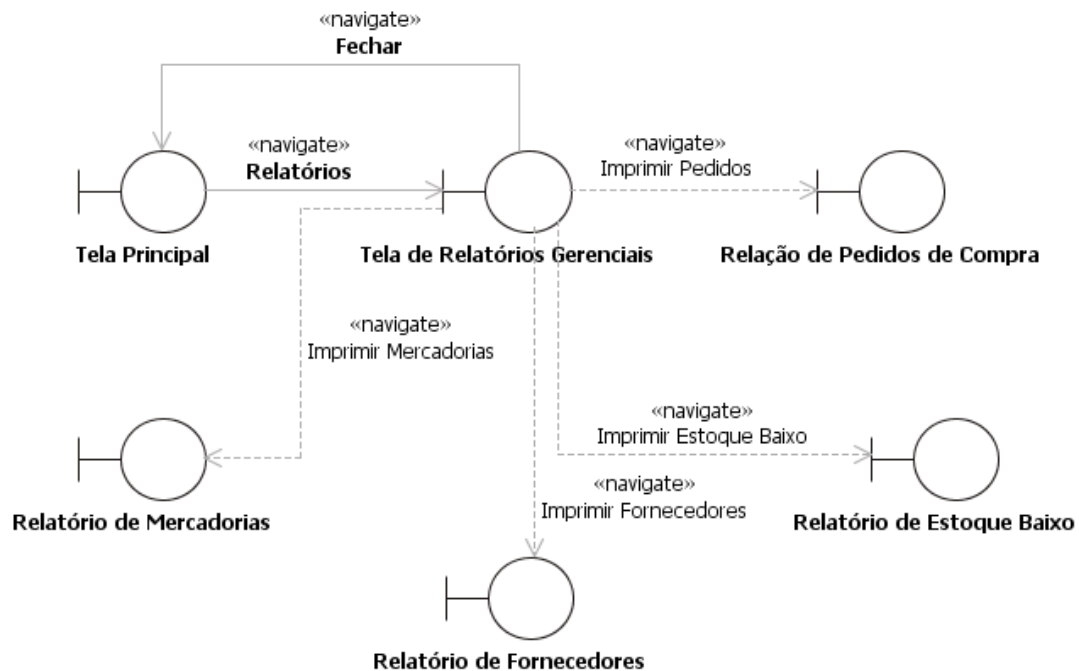 «navigate»
Fechar
«navigate»
Relatórios
«navigate»
Imprimir Pedidos
Tela Principal
Tela de Relatórios Gerenciais
Relação de Pedidos de Compra
«navigate»
Imprimir Mercadorias
«navigate»
Imprimir Estoque Baixo
«navigate»
Imprimir Fornecedores
Relatório de Mercadorias
Relatório de Estoque Baixo
Relatório de Fornecedores